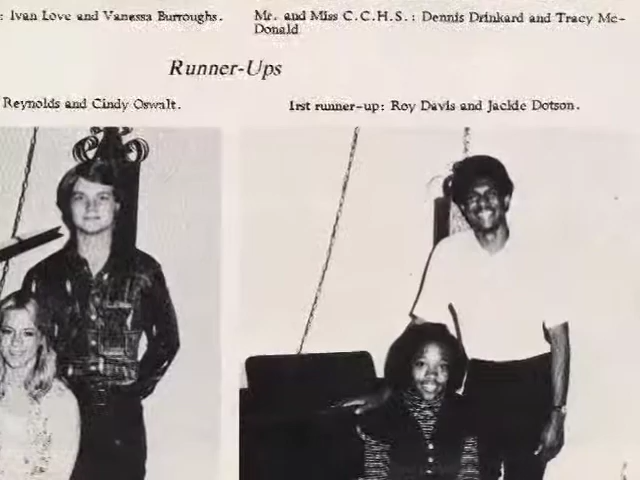 : Ivan Love and Vanessa Burroughs.
Mr. and Miss C.C.H.S.: Dennis Drinkard and Tracy Mc-
Donald
Runner-Ups
Reynolds and Cindy Oswalt.
1rst runner-up: Roy Davis and Jackie Dotson.